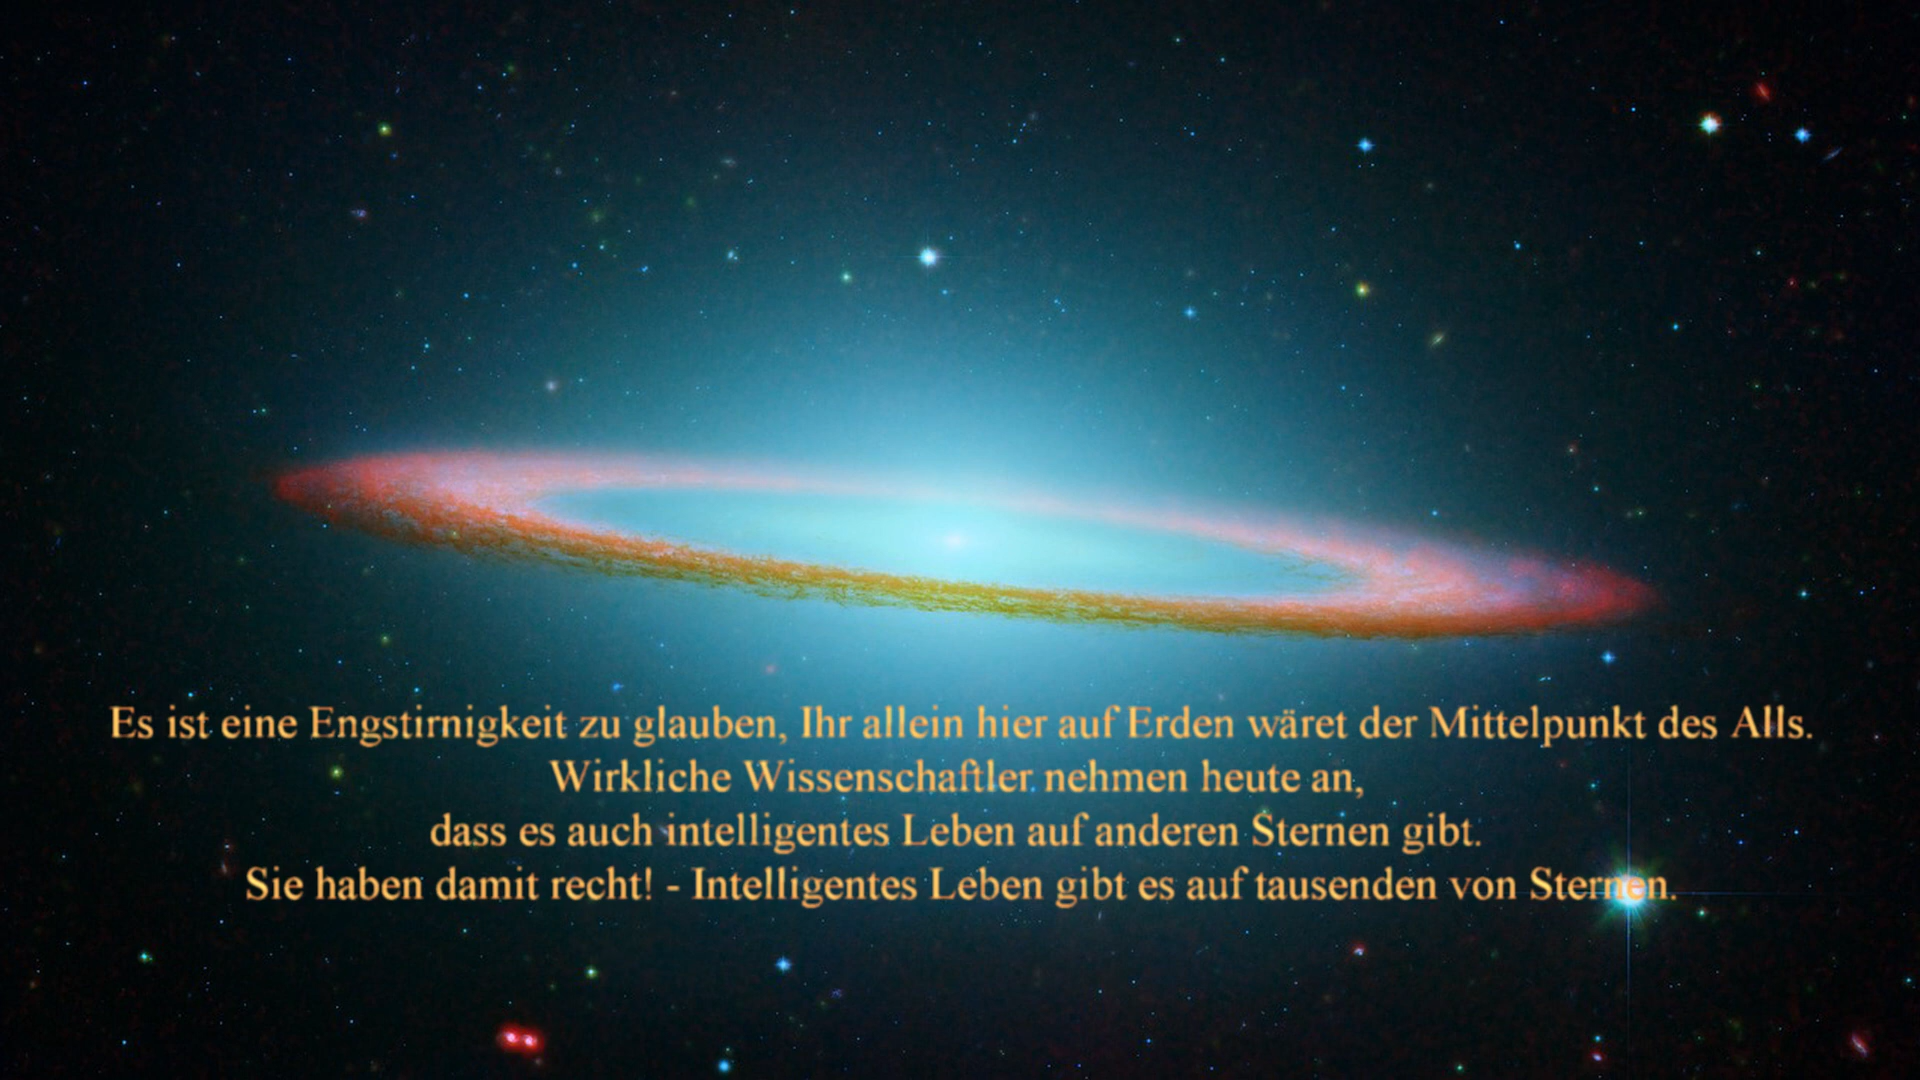 Es ist eine Engstirnigkeit zu glauben, Ihr allein hier auf Erden wäret der Mittelpunkt des Alls.
Wirkliche Wissenschaftler nehmen heute an,
dass es auch intelligentes Leben auf anderen Sternen gibt.
Sie haben damit recht! - Intelligentes Leben gibt es auf tausenden von Sternen.